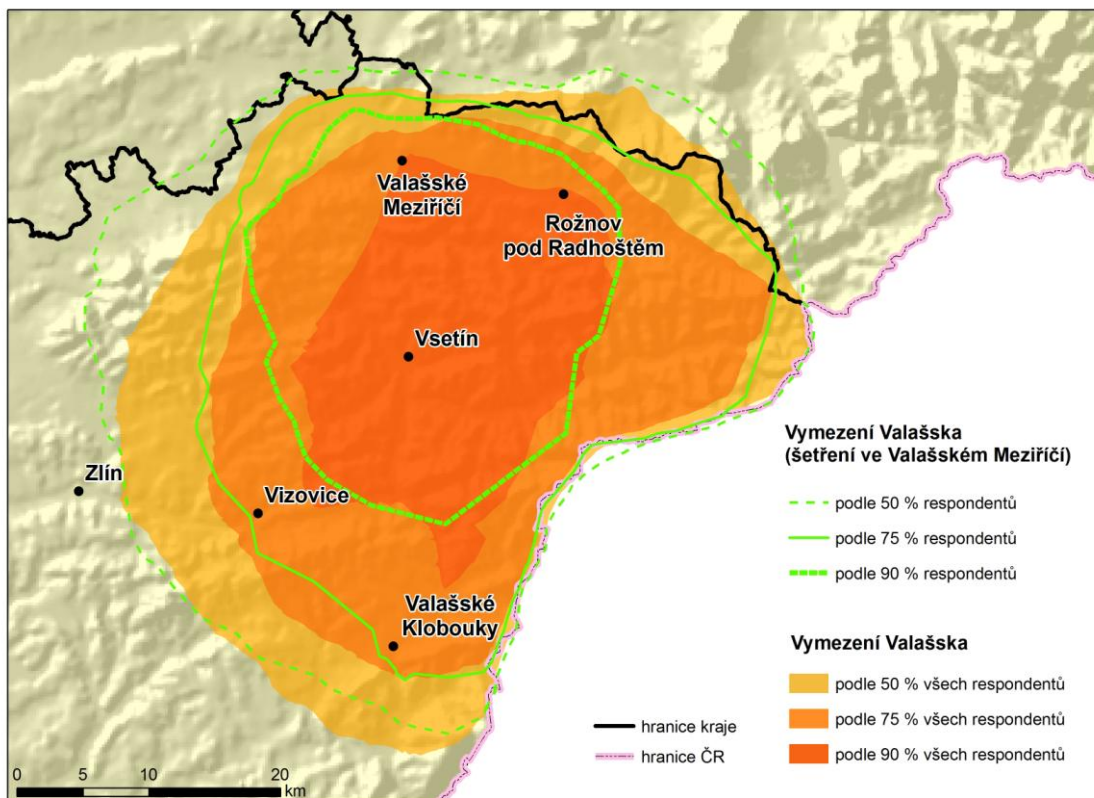 Valašské
Meziříčí
Rožnov
pod Radhoštěm
Vsetín
Zlín
Vizovice
Valašské
Klobouky
Vymezení Valašska
(šetření ve Valašském Meziříčí)
podle 50 % respondentů
podle 75 % respondentů
podle 90 % respondentů
Vymezení Valašska
podle 50 % všech respondentů
podle 75 % všech respondentů
podle 90 % všech respondentů
hranice kraje
hranice ČR
0 5 10 20
km